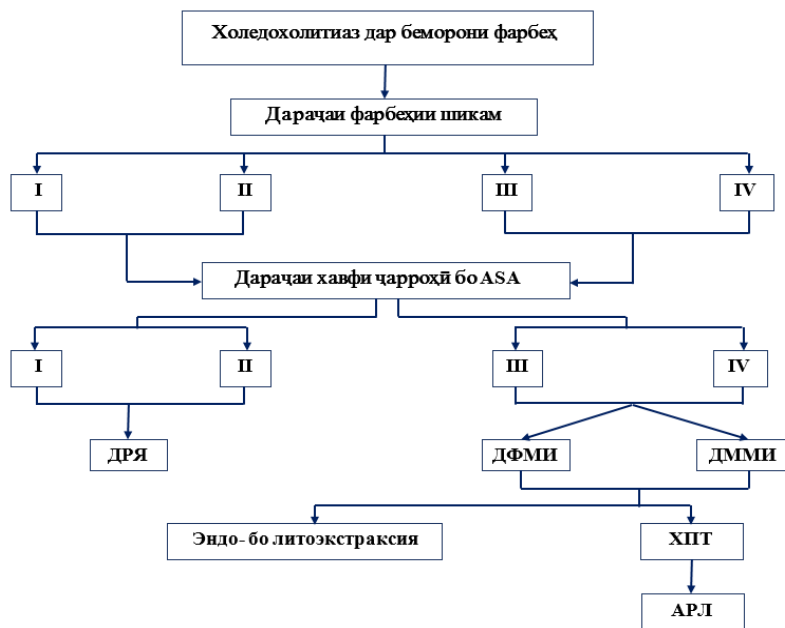 Холедохолитиаз дар беморони фарбеҳ
Дараҷаи фарбеҳии шикам
I
II
III
IV
Дараҷаи хавфи ҷарроҳӣ бо ASA
I
II
III
IV
ДРЯ
ДФМИ
ДММИ
Эндо- бо литоэкстраксия
ХПТ
АРЛ